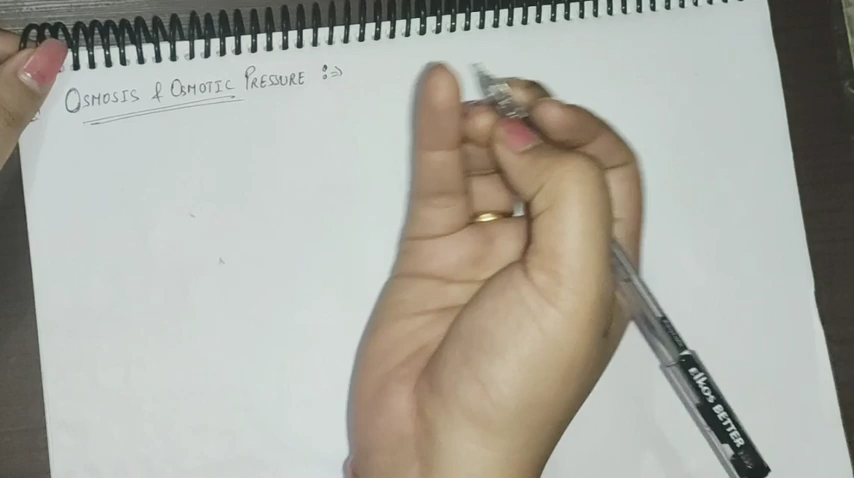 OSMOSIS & OSMOTIC PRESSURE :⇒
elkos BETTER